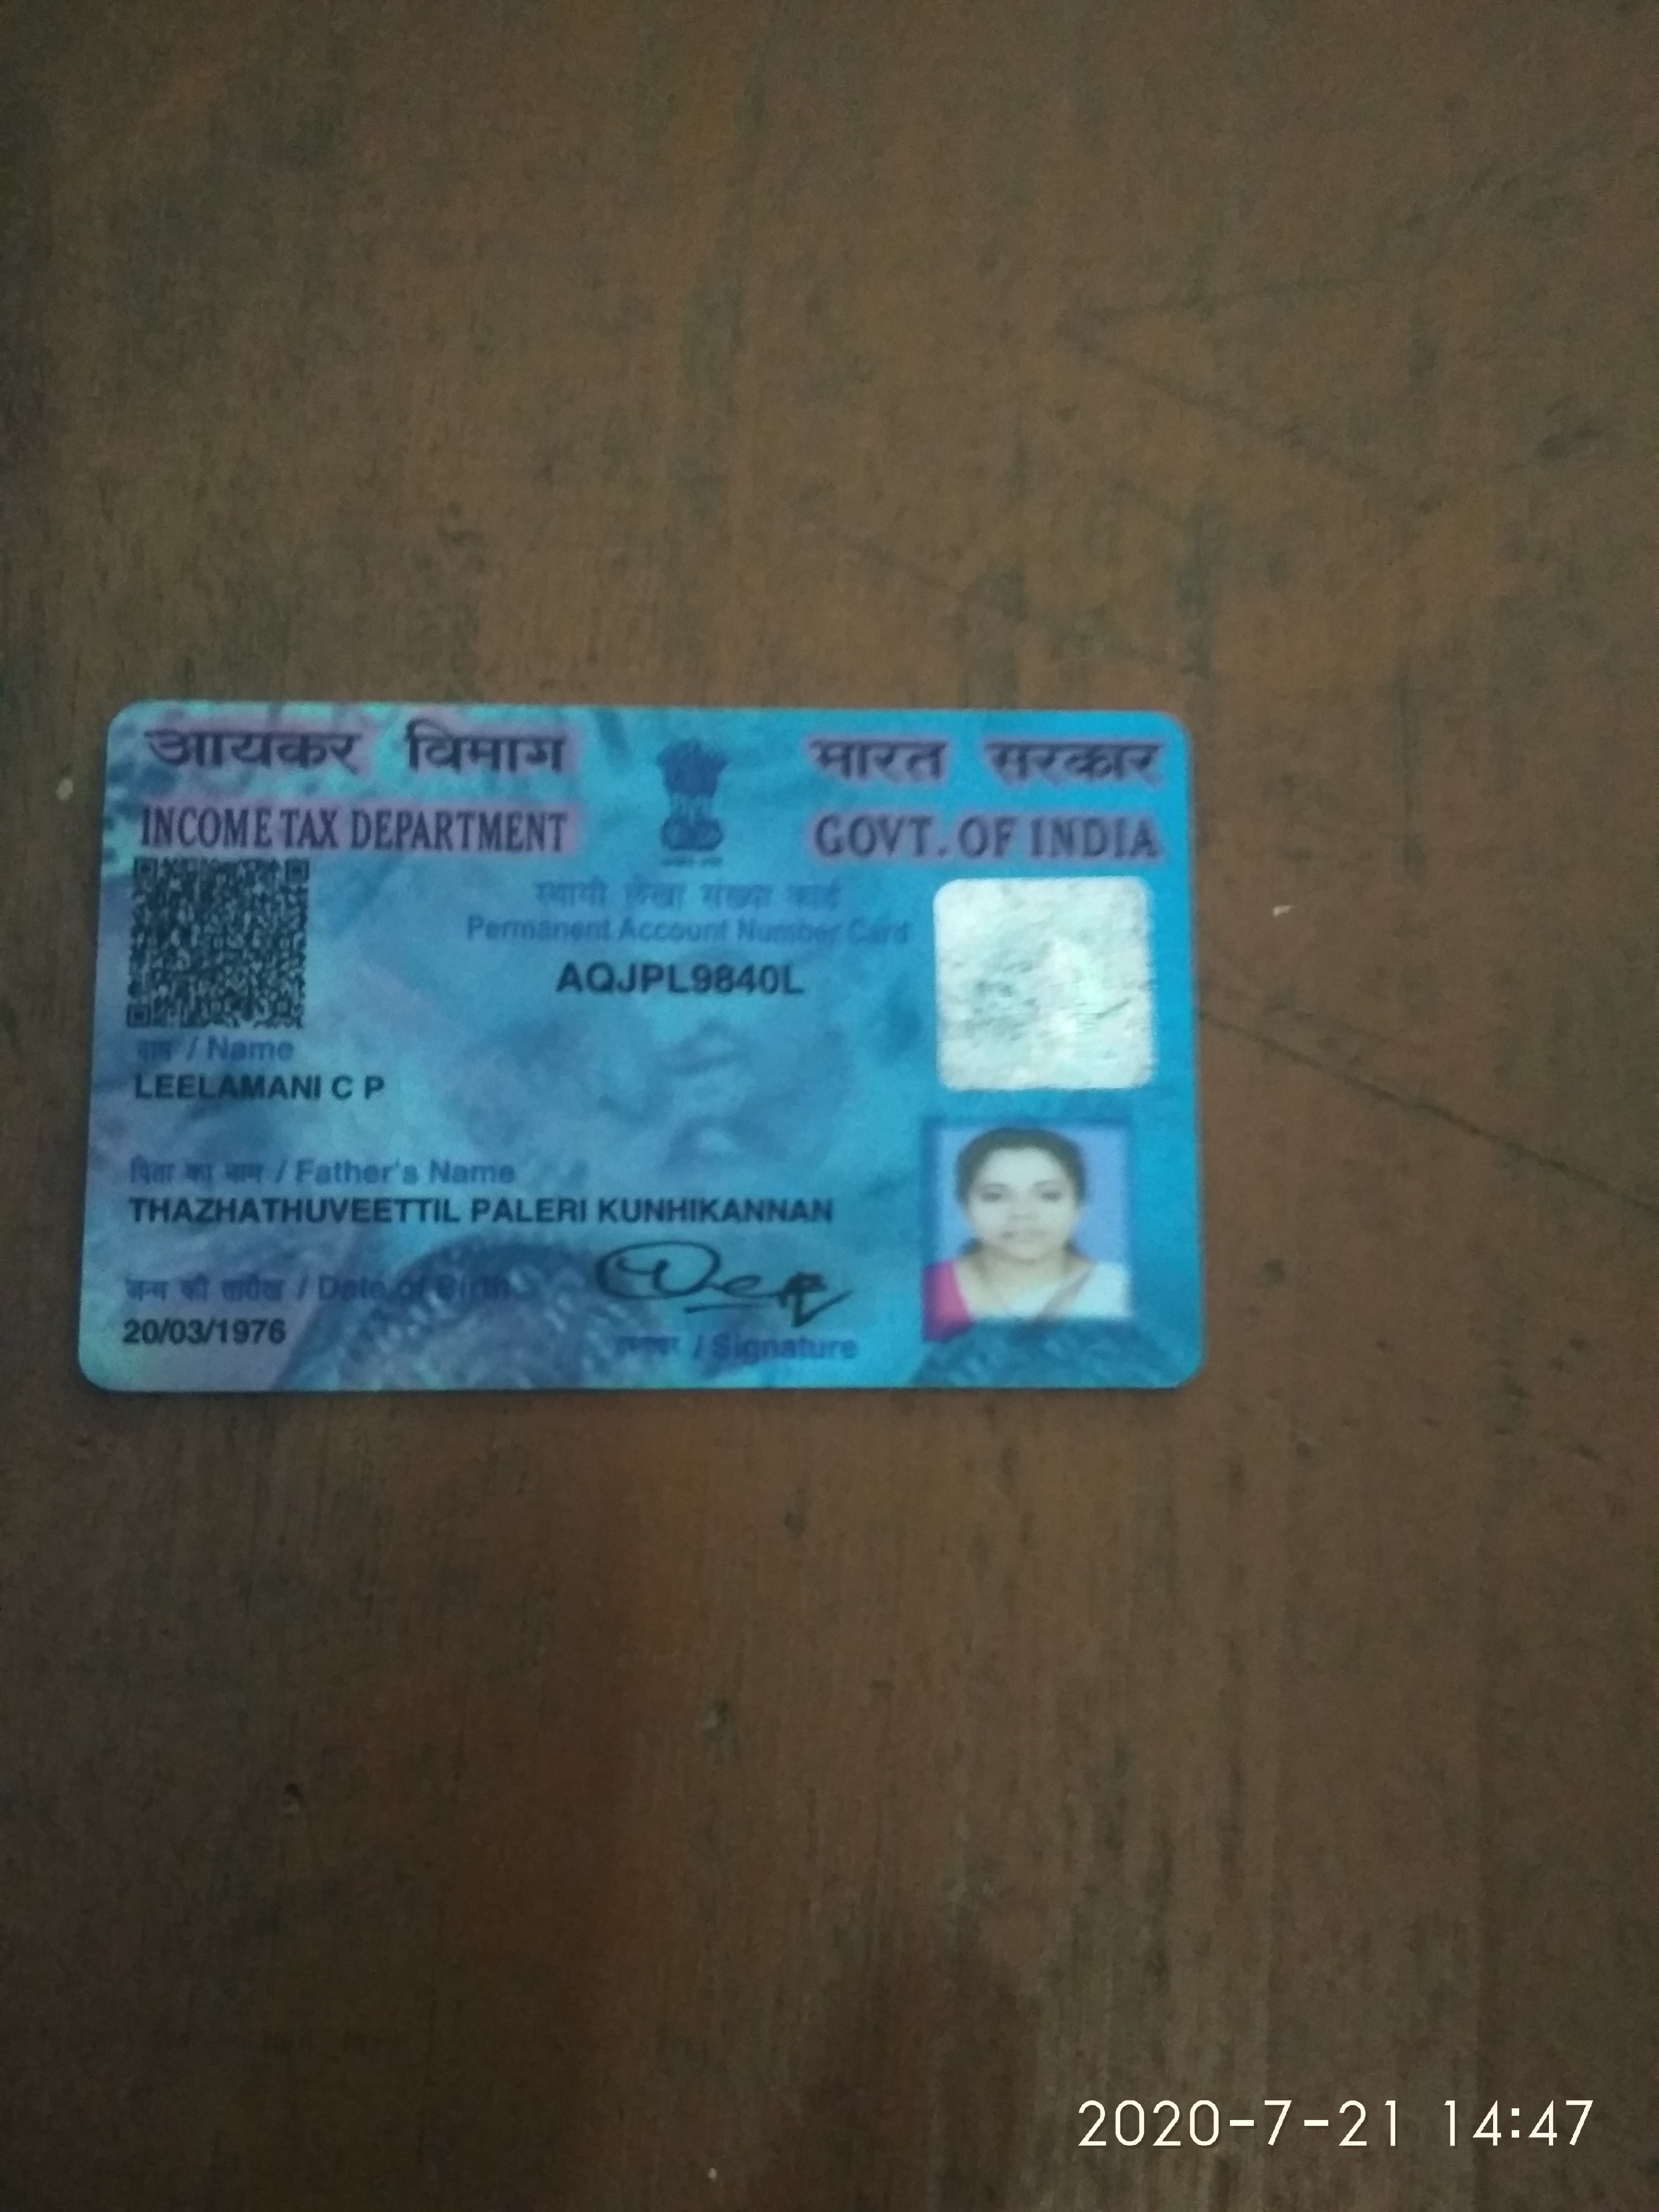 आयकर विभाग
INCOME TAX DEPARTMENT
भारत सरकार
GOVT. OF INDIA
स्थायी लेखा संख्या कार्ड
Permanent Account Number Card
AQJPL9840L
नाम / Name
LEELAMANI C P
पिता का नाम / Father's Name
THAZHATHUVEETTIL PALERI KUNHIKANNAN
जन्म की तारीख / Date of Birth
20/03/1976
हस्ताक्षर / Signature
2020-7-21 14:47